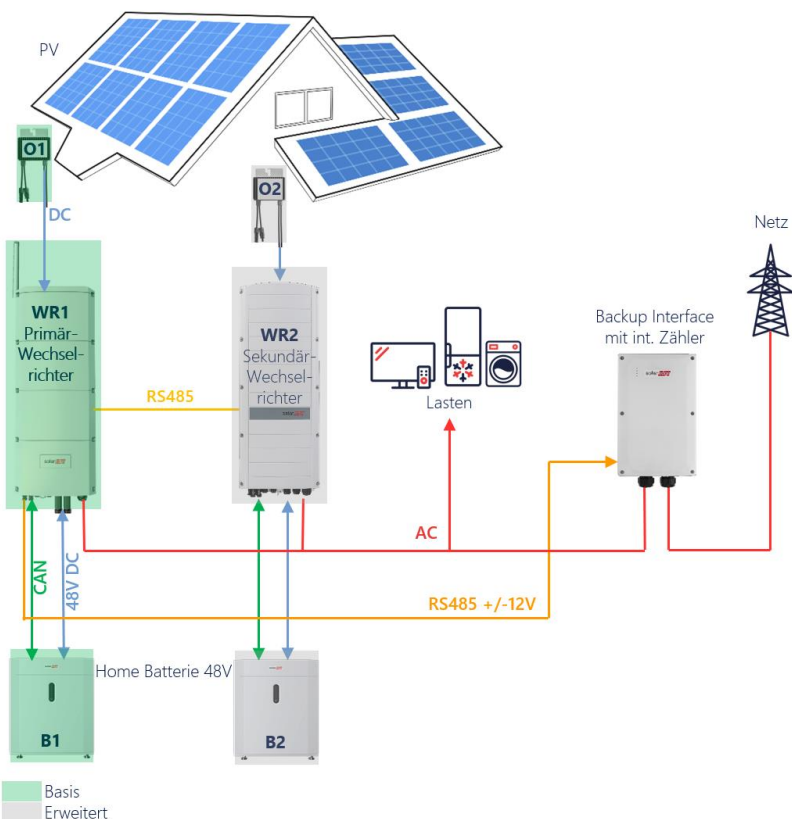 PV
O1
O2
DC
Netz
WR1
Primär-
Wechsel-
richter
WR2
Sekundär-
Wechsel-
richter
Backup Interface
mit int. Zähler
RS485
Lasten
AC
CAN
48V DC
RS485 +/-12V
Home Batterie 48V
B1
B2
Basis
Erweitert